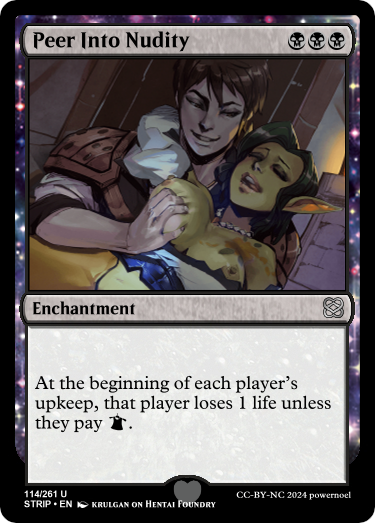 Peer Into Nudity
Enchantment
At the beginning of each player's
upkeep, that player loses 1 life unless
they pay .
114/261 U
STRIP • EN KRULGAN ON HENTAI FOUNDRY
CC-BY-NC 2024 powernoel